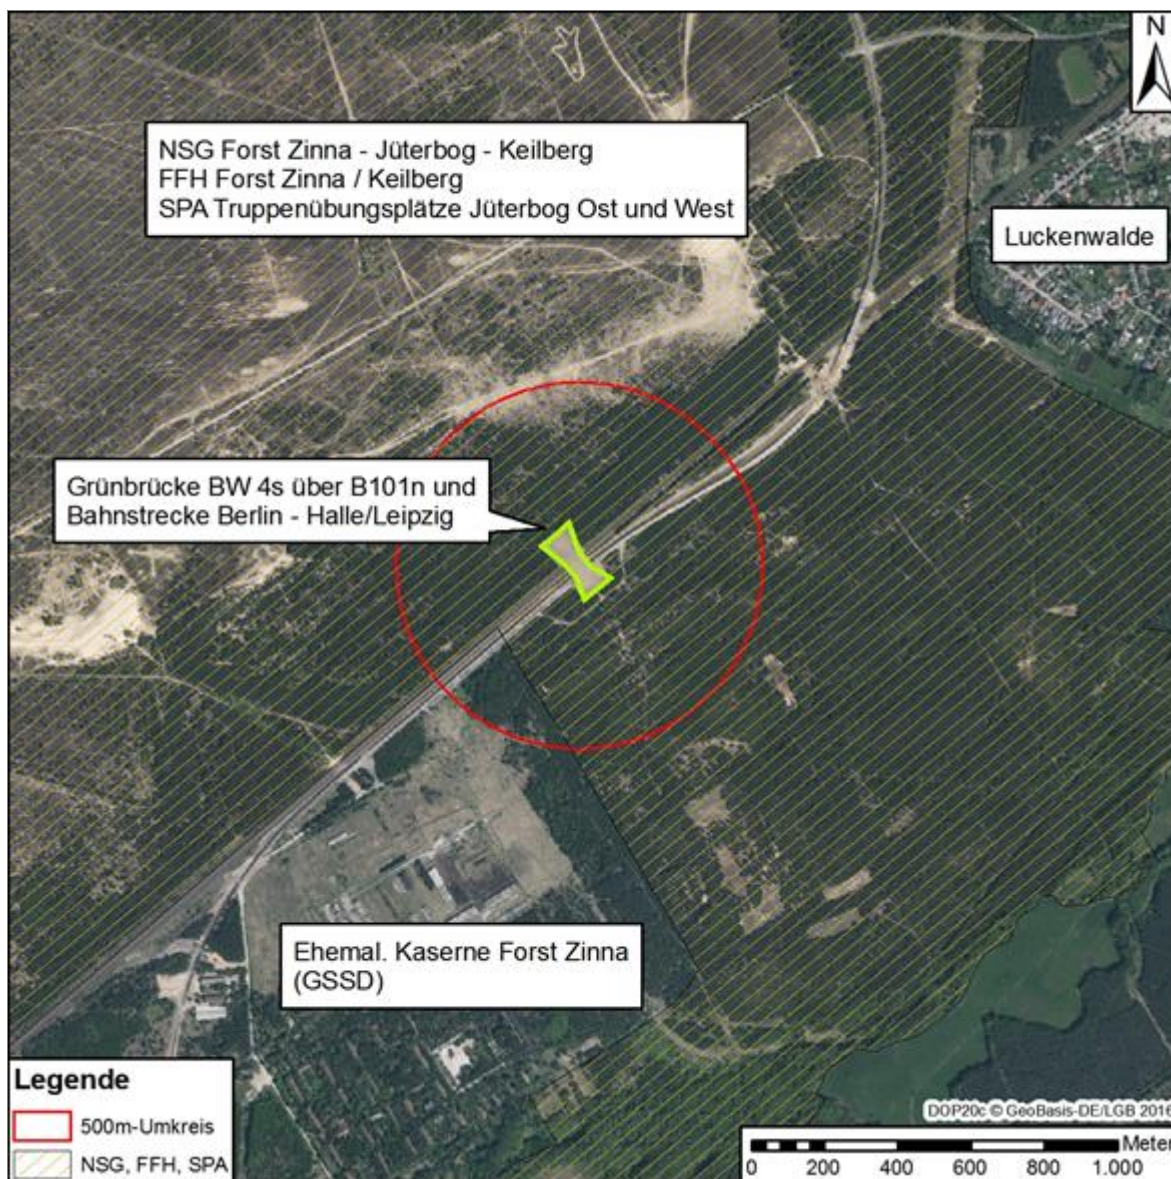 N
NSG Forst Zinna - Jüterbog - Keilberg
FFH Forst Zinna / Keilberg
SPA Truppenübungsplätze Jüterbog Ost und West
Luckenwalde
Grünbrücke BW 4s über B101n und
Bahnstrecke Berlin - Halle/Leipzig
Ehemal. Kaserne Forst Zinna
(GSSD)
Legende
500m-Umkreis
NSG, FFH, SPA
DOP20c © GeoBasis-DE/LGB 2016
Meter
0 200 400 600 800 1.000